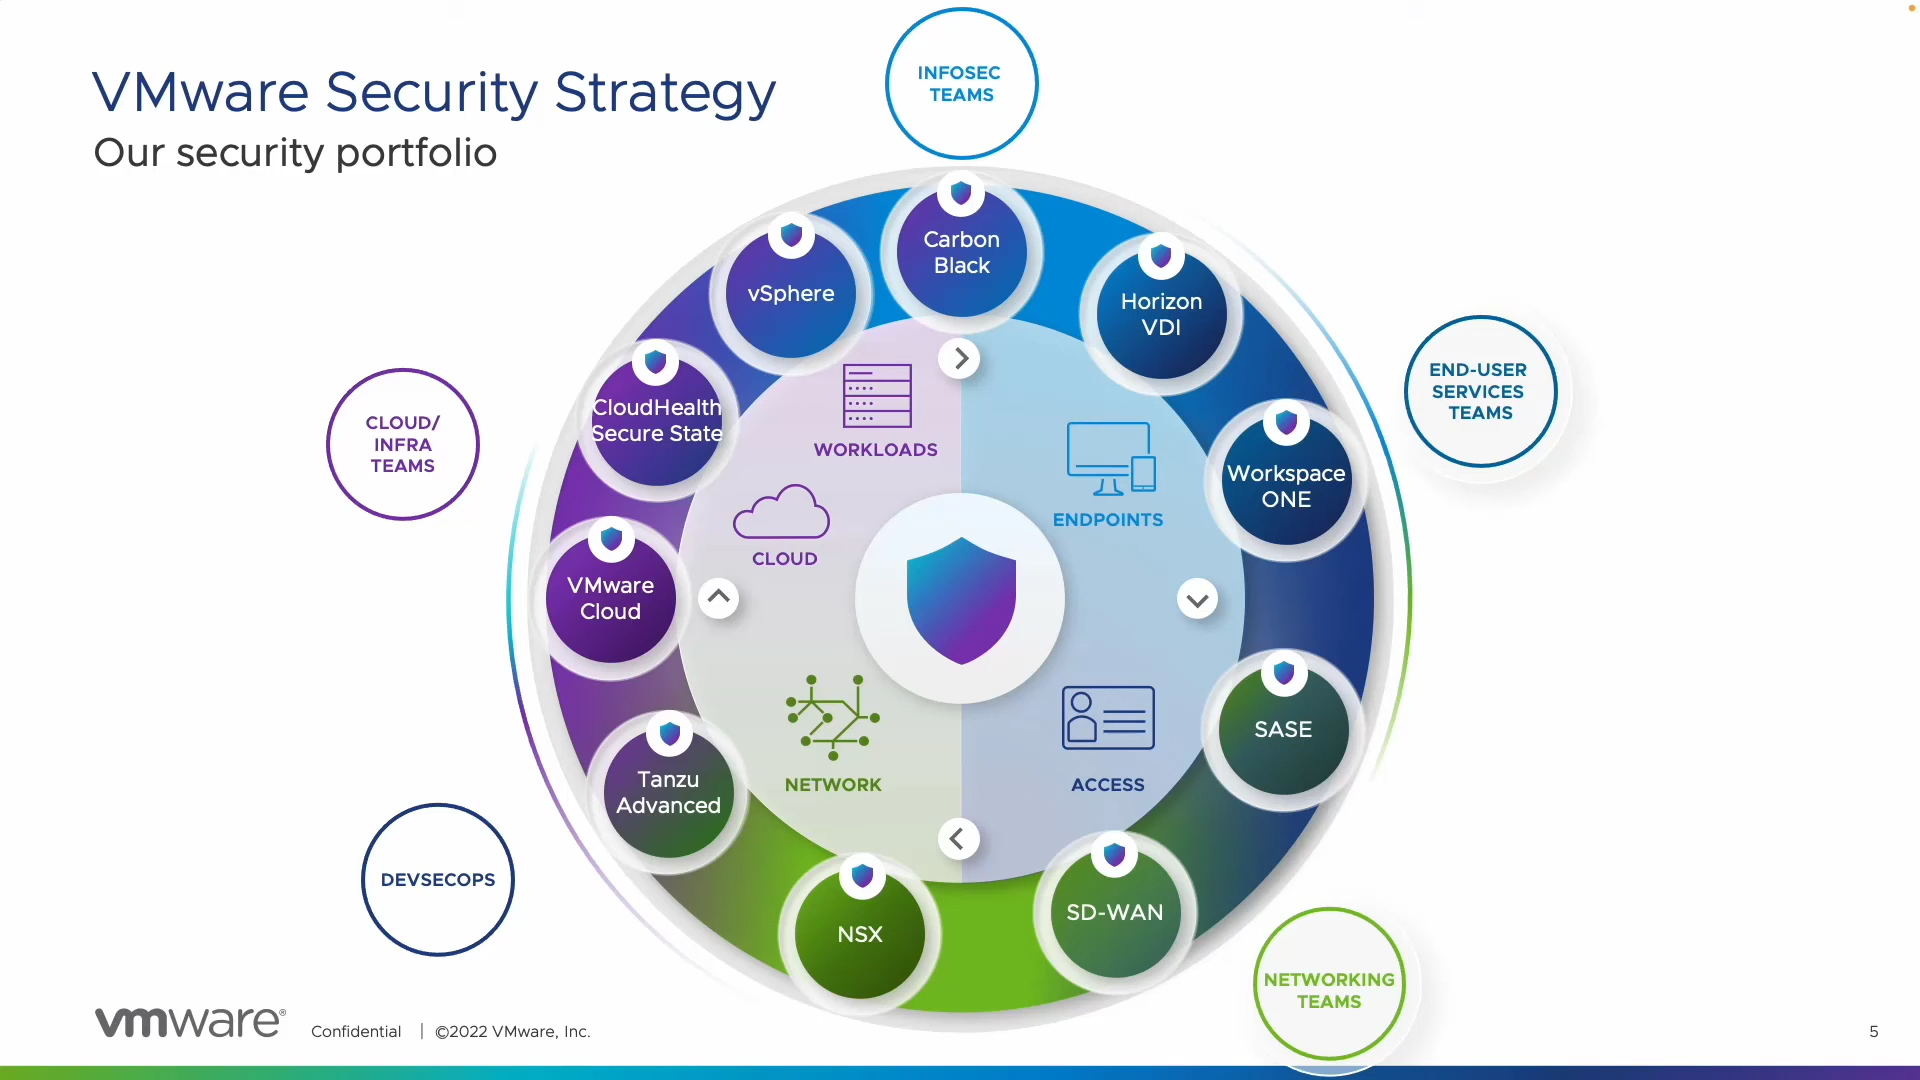 VMware Security Strategy
Our security portfolio
INFOSEC
TEAMS
Carbon
Black
vSphere
Horizon
VDI
CloudHealth
Secure State
Workspace
ONE
VMware
Cloud
SASE
Tanzu
Advanced
SD-WAN
NSX
WORKLOADS
ENDPOINTS
CLOUD
NETWORK
ACCESS
CLOUD/
INFRA
TEAMS
END-USER
SERVICES
TEAMS
DEVSECOPS
NETWORKING
TEAMS
vmware® Confidential | ©2022 VMware, Inc.
5